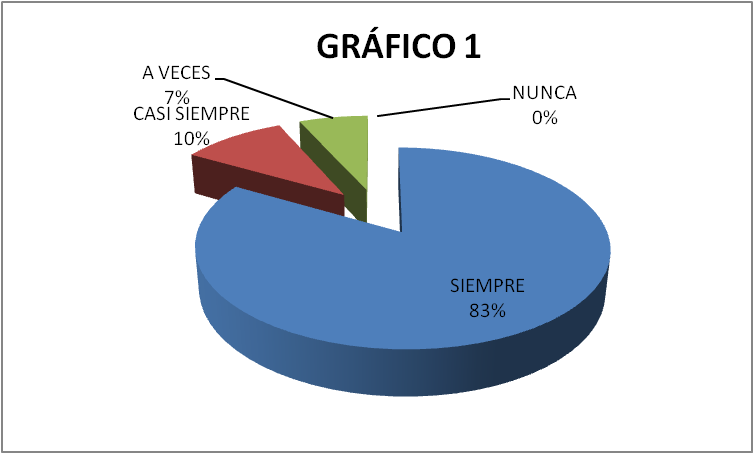 GRÁFICO 1
A VECES
7%
NUNCA
0%
CASI SIEMPRE
10%
SIEMPRE
83%